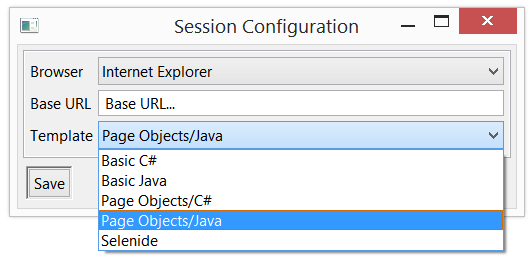 Session Configuration
Browser Internet Explorer
Base URL Base URL...
Template Page Objects/Java
Basic C#
Basic Java
Page Objects/C#
Page Objects/Java
Selenide
Save